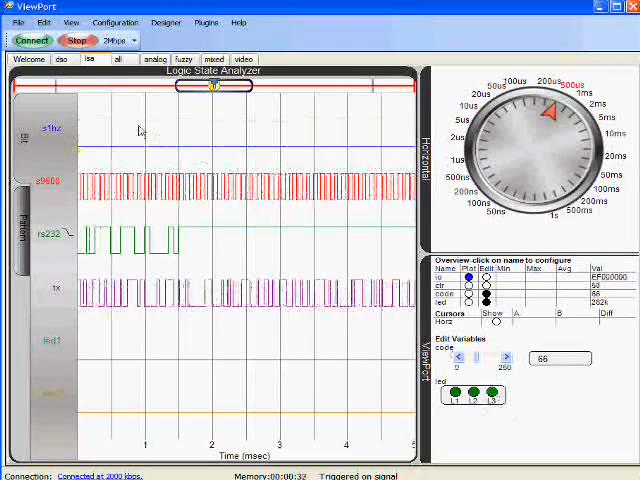 ViewPort
File Edit View Configuration Designer Plugins Help
Connect Stop 2Mbps
Welcome dso lsa all analog fuzzy mixed video
Logic State Analyzer
Bit
Pattern
s1hz
s9600
rs232
tx
led1
1 2 3 4 5
Time (msec)
Horizontal
50ns
100ns
200ns
500ns
1us
2us
5us
10us
20us
50us
100us
200us
500us
1ms
2ms
5ms
10ms
20ms
50ms
100ms
200ms
500ms
1s
ViewPort
Overview-click on name to configure
Name Plot Edit Min Max Avg Val
io EF000000
ctr
code 66
led 262k
Cursors Show A B Diff
Horz
Edit Variables
code
66
0
led
L1 L2 L3
Connection: Connected at 2000 kbps. Memory:00:00:32 Triggered on signal